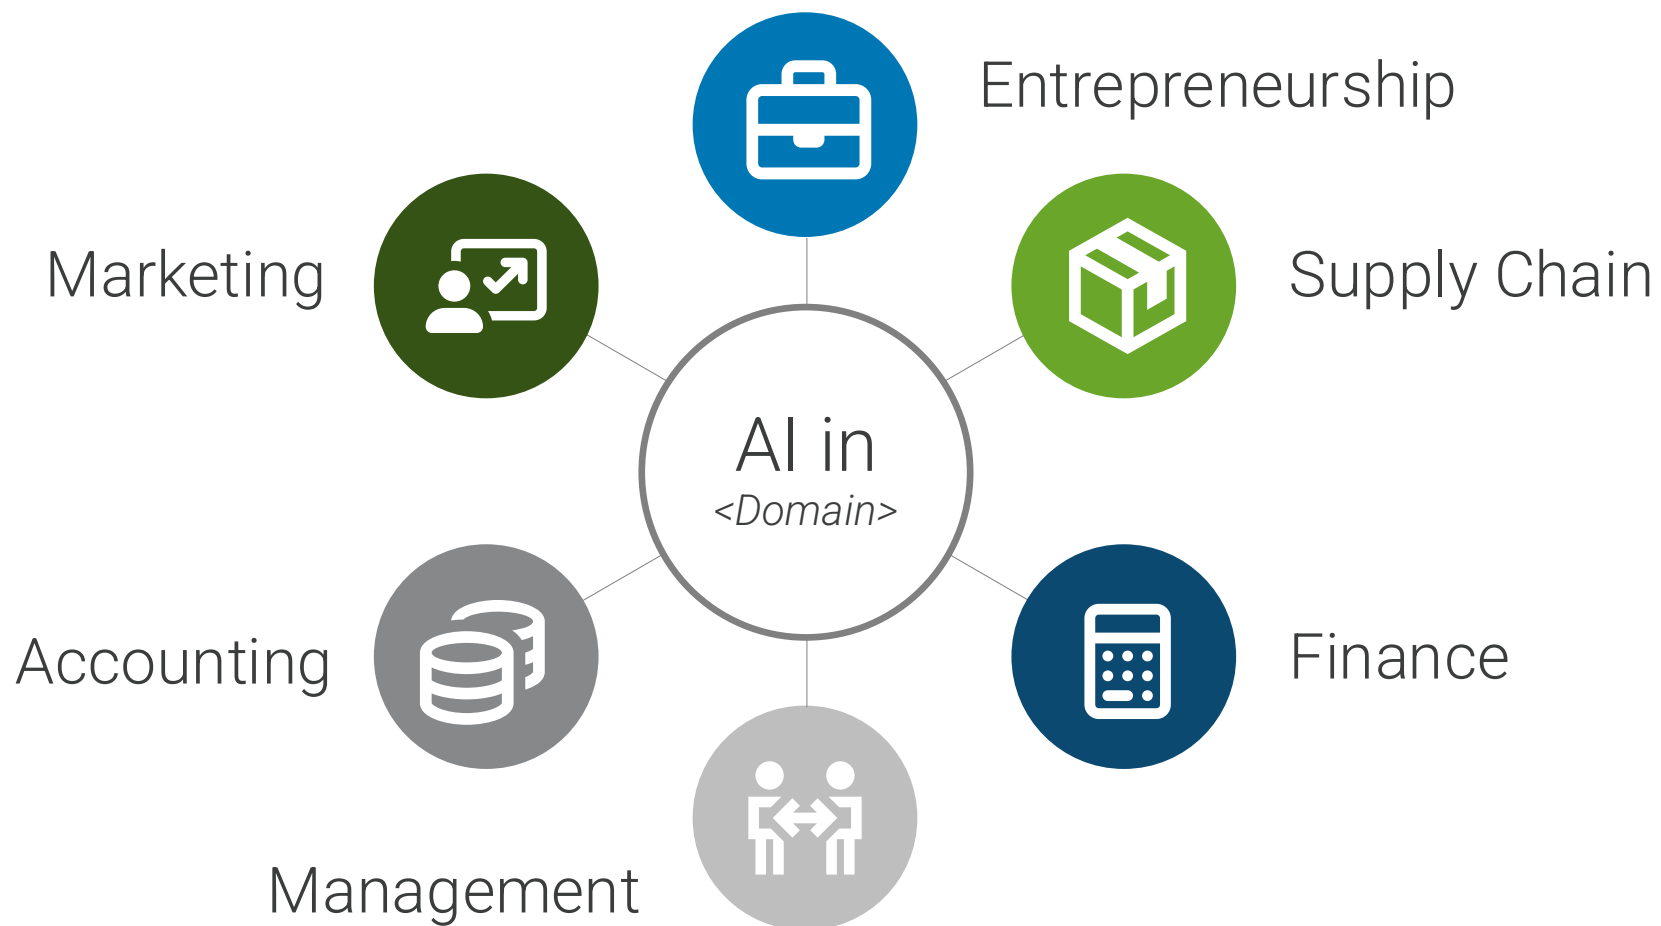 Entrepreneurship
Marketing
Supply Chain
AI in
<Domain>
Accounting
Finance
Management